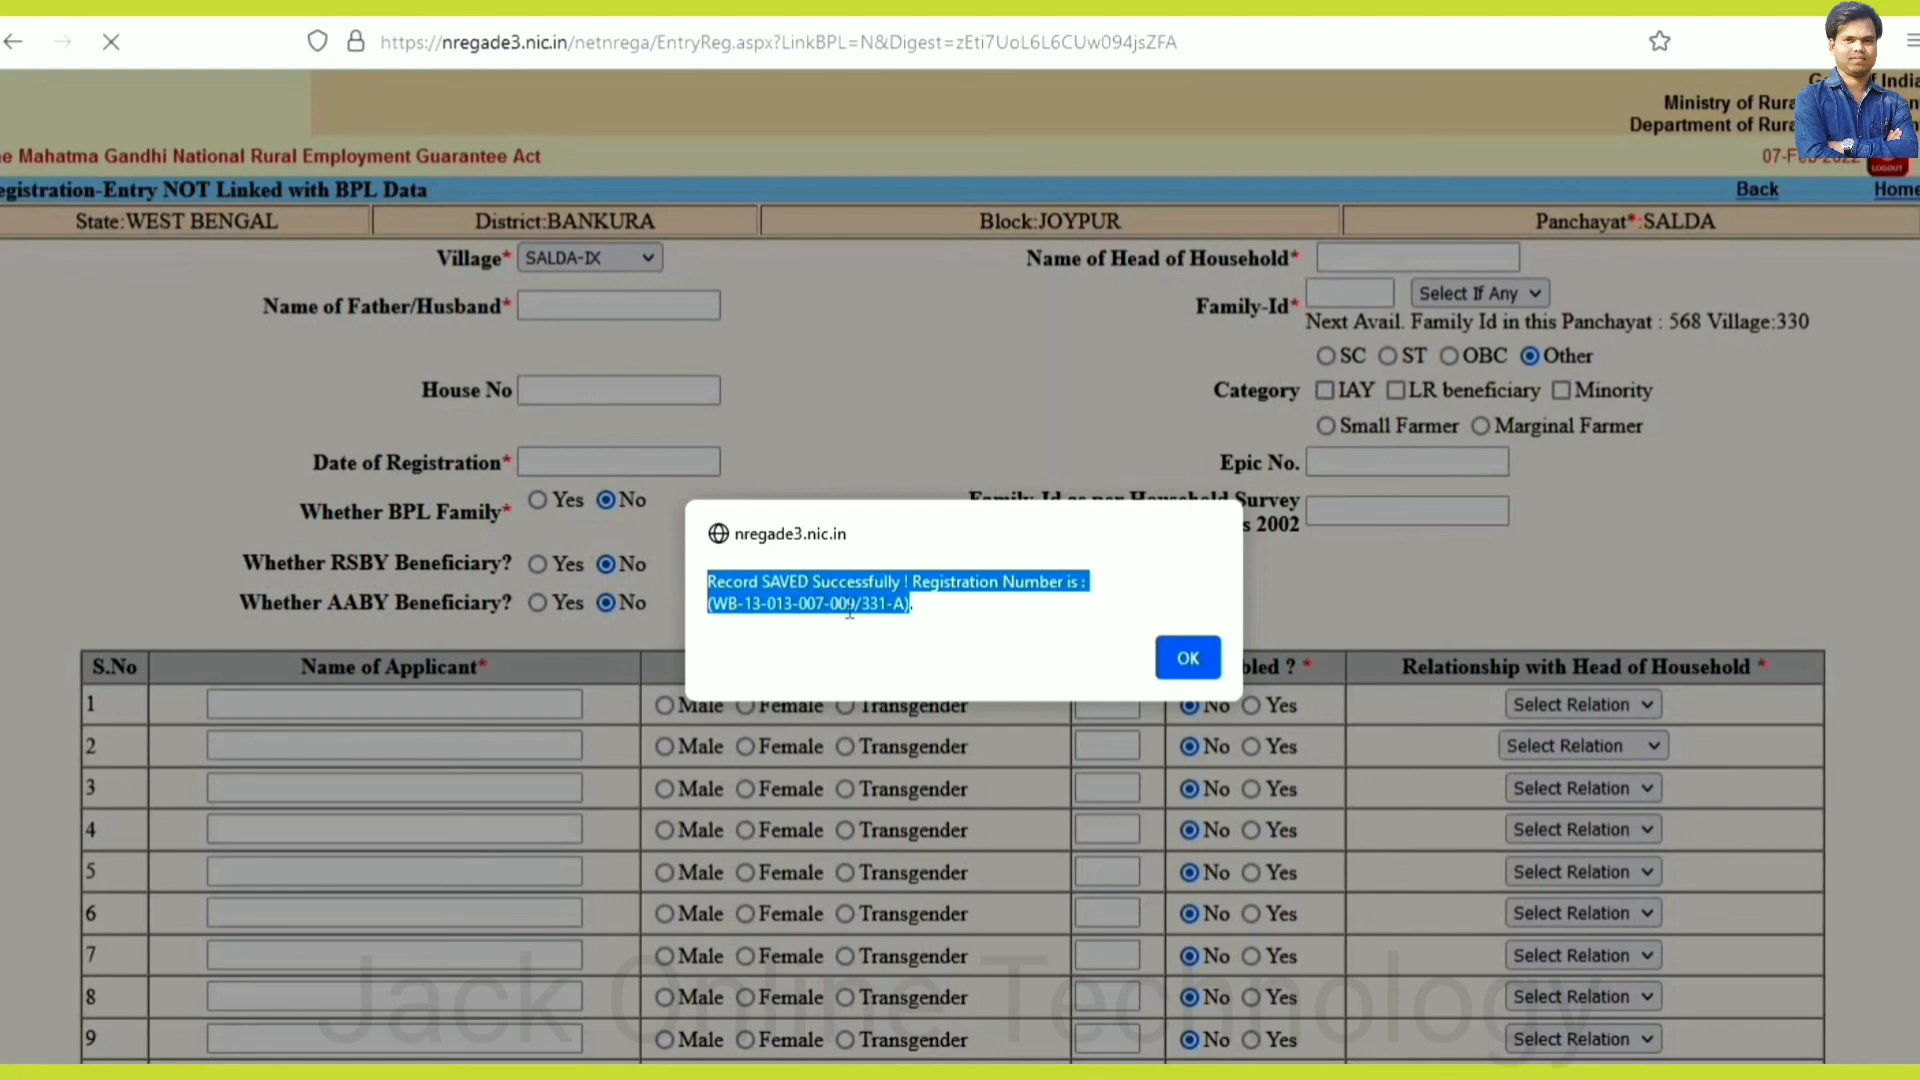 https://nregade3.nic.in/netnrega/EntryReg.aspx?LinkBPL=N&Digest=zEti7UoL6L6CUw094jsZFA
Ministry of Rura
Department of Rura
e Mahatma Gandhi National Rural Employment Guarantee Act
LOGOUT
egistration-Entry NOT Linked with BPL Data Back Home
State:WEST BENGAL District:BANKURA Block:JOYPUR Panchayat*:SALDA
Village* SALDA-IX Name of Head of Household*
Name of Father/Husband* Family-Id* Select If Any
Next Avail. Family Id in this Panchayat : 568 Village:330
SC ST OBC Other
House No Category IAY LR beneficiary Minority
Small Farmer Marginal Farmer
Date of Registration* Epic No.
Whether BPL Family* Yes No Survey
s 2002
nregade3.nic.in
Record SAVED Successfully ! Registration Number is :
(WB-13-013-007-009/331-A).
OK
Whether RSBY Beneficiary? Yes No
Whether AABY Beneficiary? Yes No
S.No Name of Applicant* bled ? * Relationship with Head of Household *
1 Male Female Transgender No Yes Select Relation
2 Male Female Transgender No Yes Select Relation
3 Male Female Transgender No Yes Select Relation
4 Male Female Transgender No Yes Select Relation
5 Male Female Transgender No Yes Select Relation
6 Male Female Transgender No Yes Select Relation
7 Male Female Transgender No Yes Select Relation
8 Male Female Transgender No Yes Select Relation
9 Male Female Transgender No Yes Select Relation
Jack Online Technology